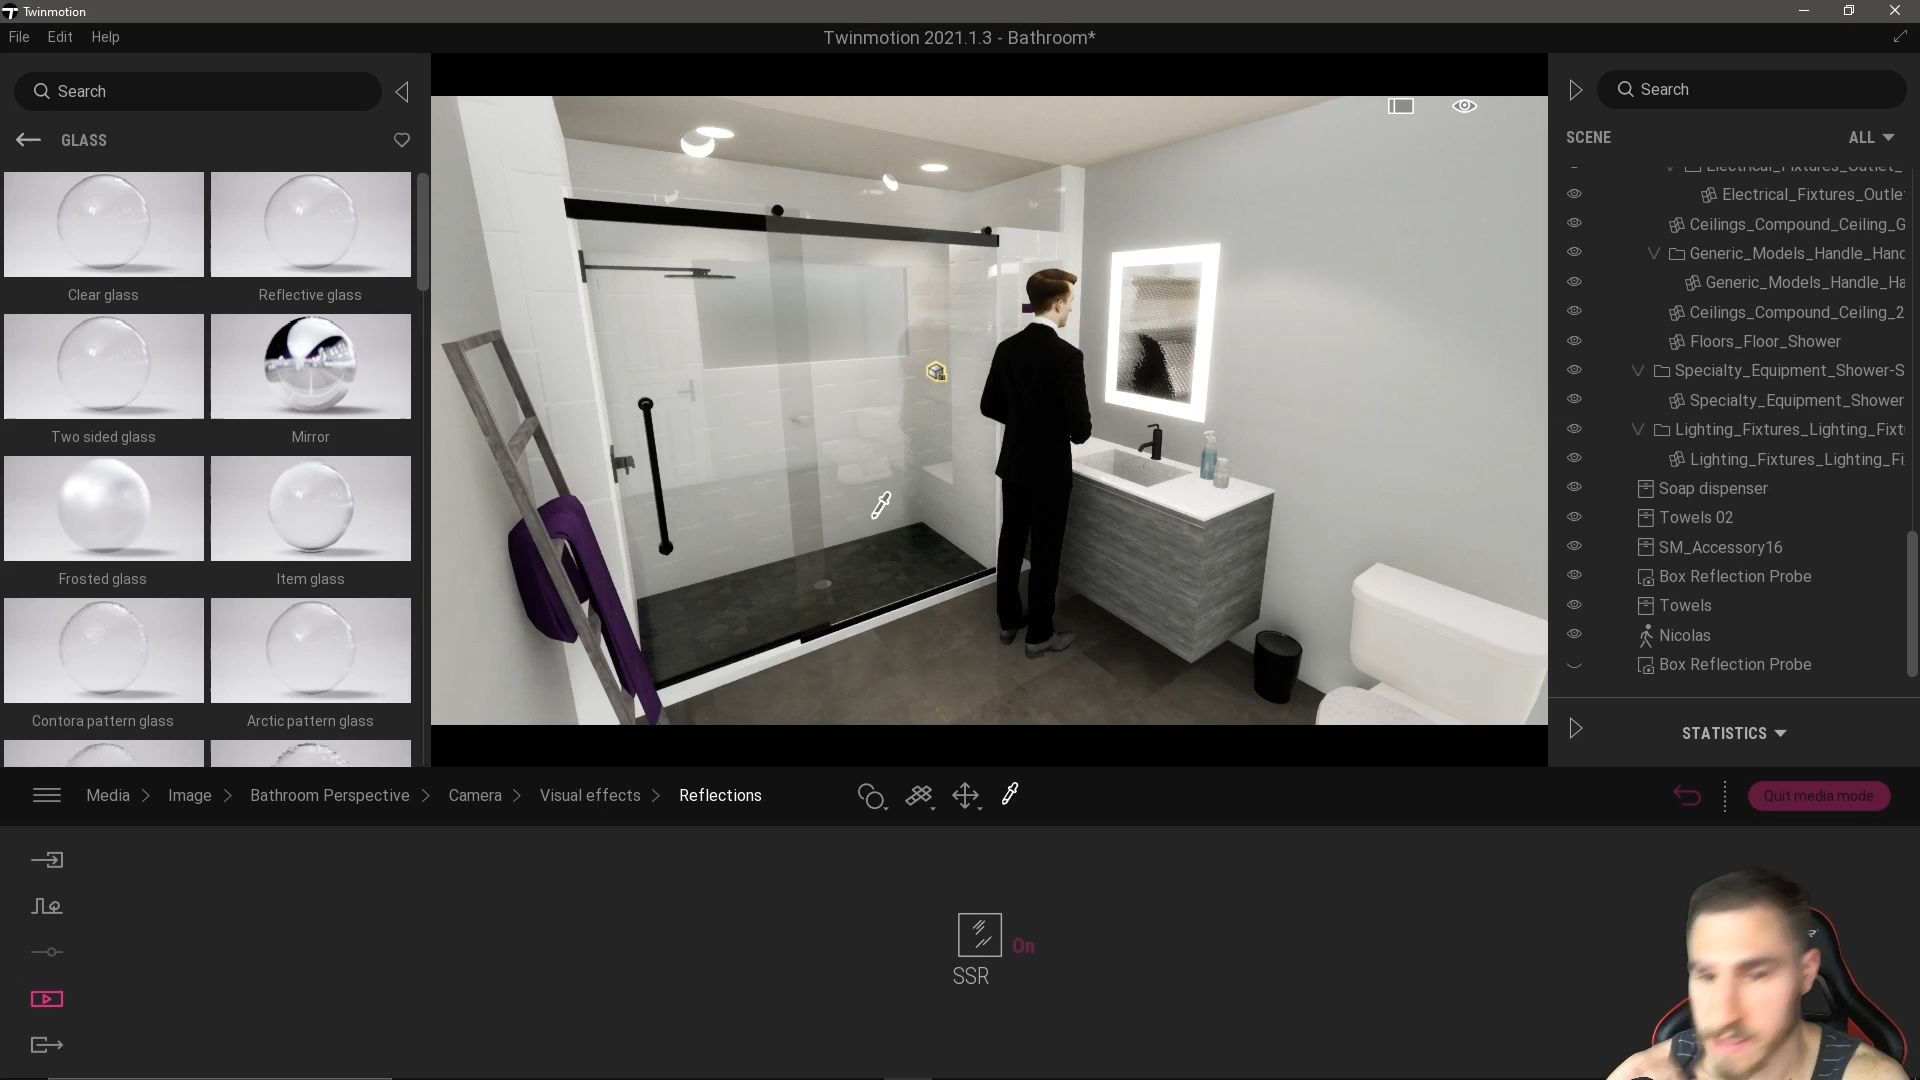 Twinmotion
File Edit Help
Twinmotion 2021.1.3 - Bathroom*
Search
GLASS
Clear glass
Reflective glass
Two sided glass
Mirror
Frosted glass
Item glass
Contora pattern glass
Arctic pattern glass
Search
SCENE
ALL
Electrical_Fixtures_Outlet_
Electrical_Fixtures_Outle
Ceilings_Compound_Ceiling_G
Generic_Models_Handle_Hand
Generic_Models_Handle_Ha
Ceilings_Compound_Ceiling_2
Floors_Floor_Shower
Specialty_Equipment_Shower-S
Specialty_Equipment_Shower
Lighting_Fixtures_Lighting_Fixt
Lighting_Fixtures_Lighting_Fi
Soap dispenser
Towels 02
SM_Accessory16
Box Reflection Probe
Towels
Nicolas
Box Reflection Probe
STATISTICS
Media Image Bathroom Perspective Camera Visual effects Reflections
Quit media mode
On
SSR